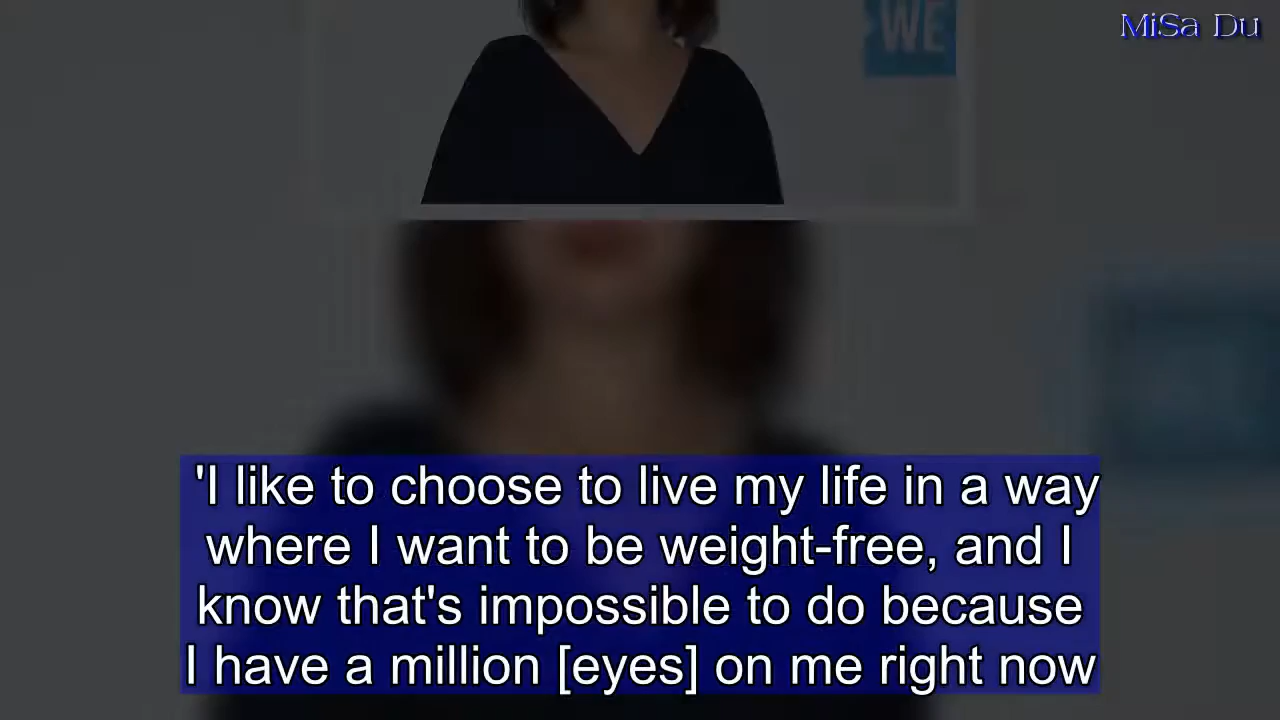 MiSa Du
WE
'I like to choose to live my life in a way
where I want to be weight-free, and I
know that's impossible to do because
I have a million [eyes] on me right now